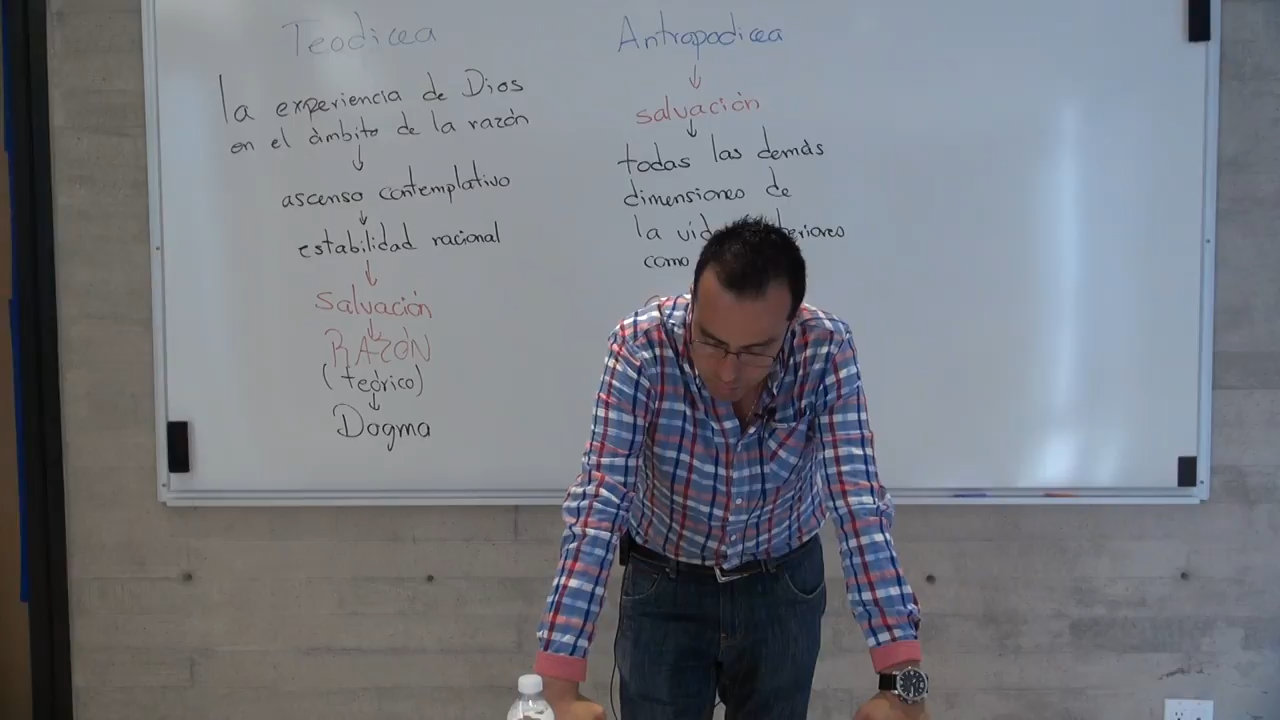 Teodicea
la experiencia de Dios
en el ámbito de la razón
ascenso contemplativo
estabilidad racional
salvación
RAZÓN
(teórico)
Dogma
Antropodicea
salvación
todas las demás
dimensiones de
la
como